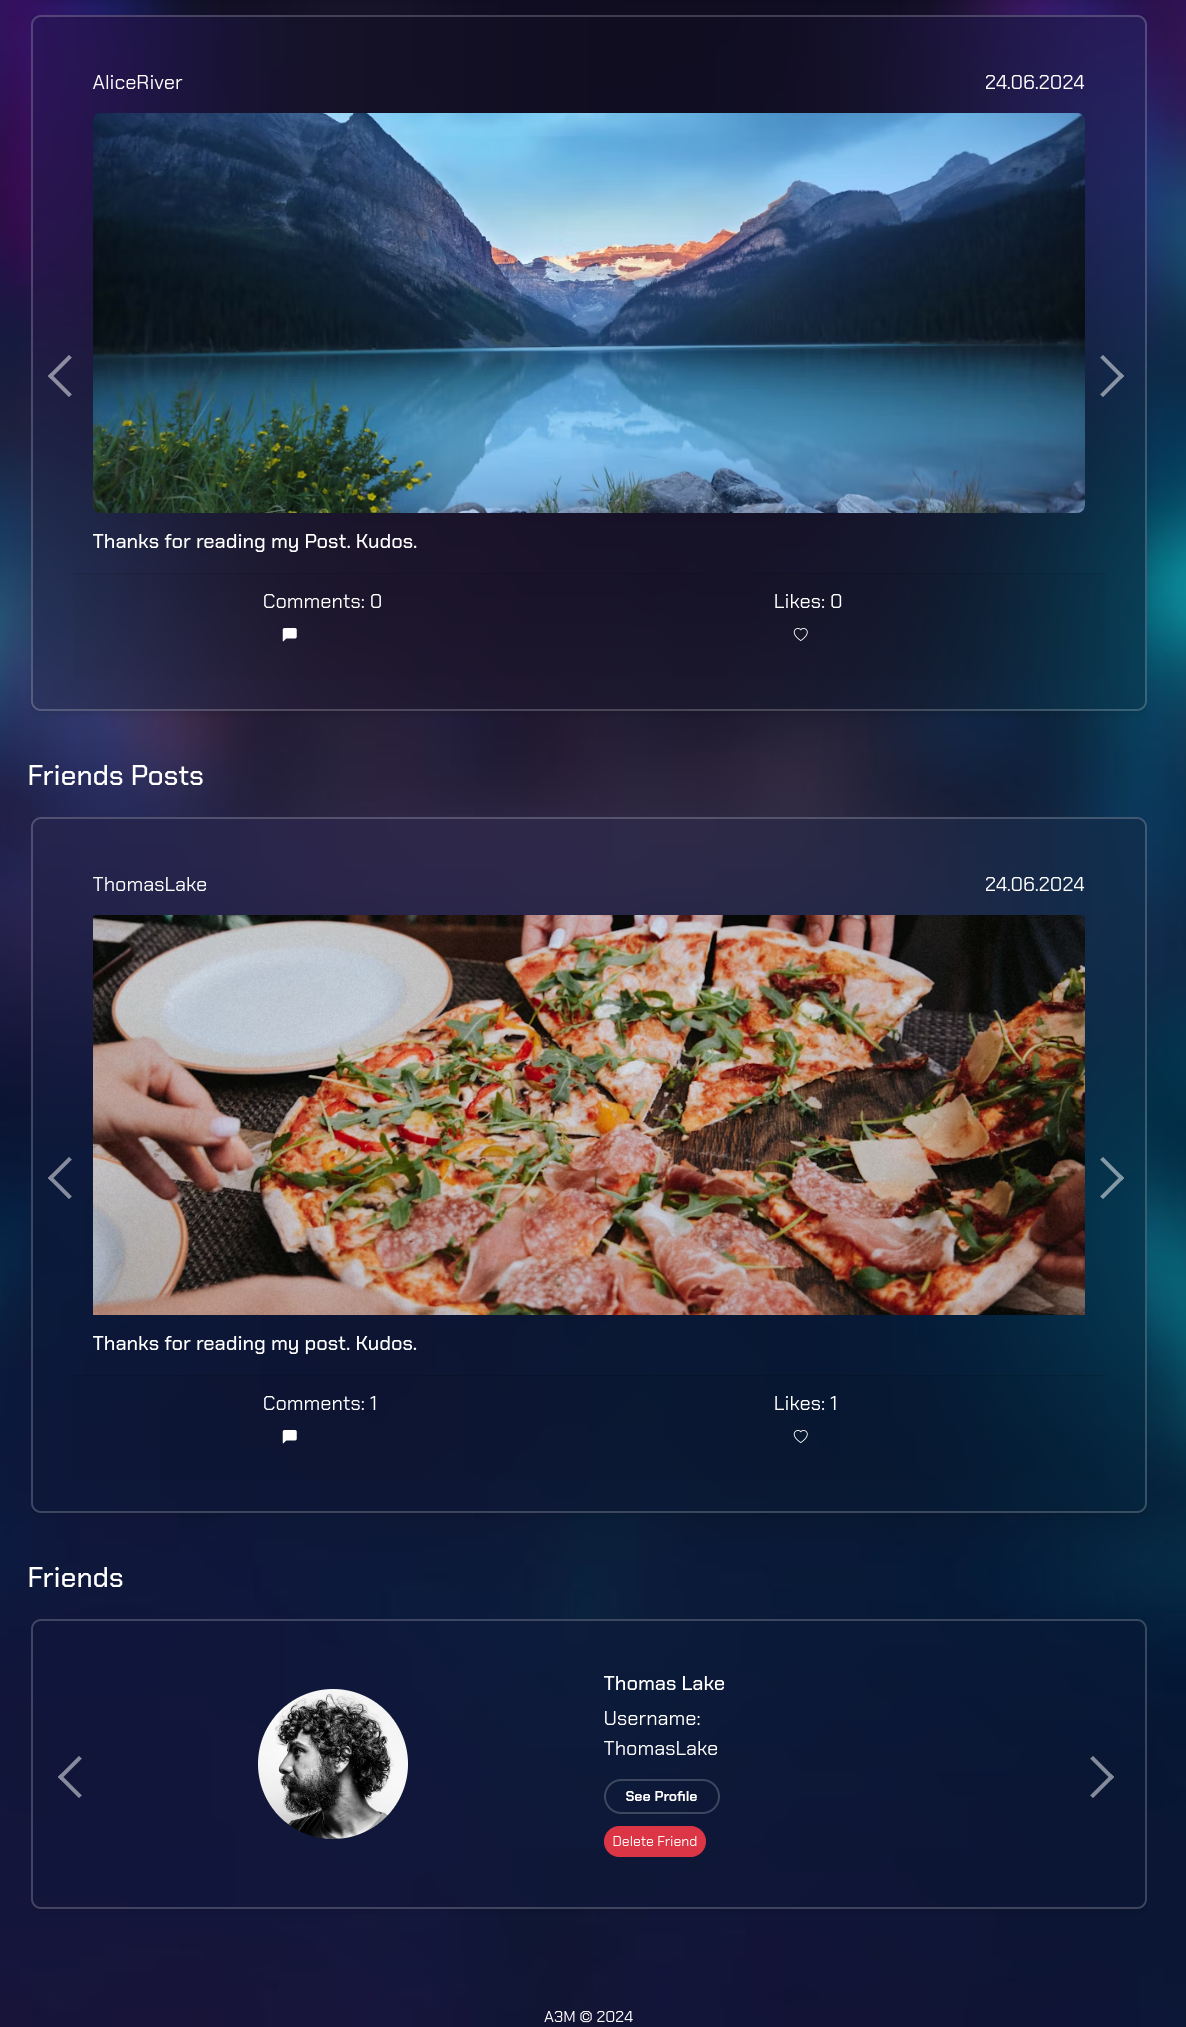 AliceRiver 24.06.2024
Thanks for reading my Post. Kudos.
Comments: 0 Likes: 0
Friends Posts
ThomasLake 24.06.2024
Thanks for reading my post. Kudos.
Comments: 1 Likes: 1
Friends
Thomas Lake
Username:
ThomasLake
See Profile
Delete Friend
A3M © 2024